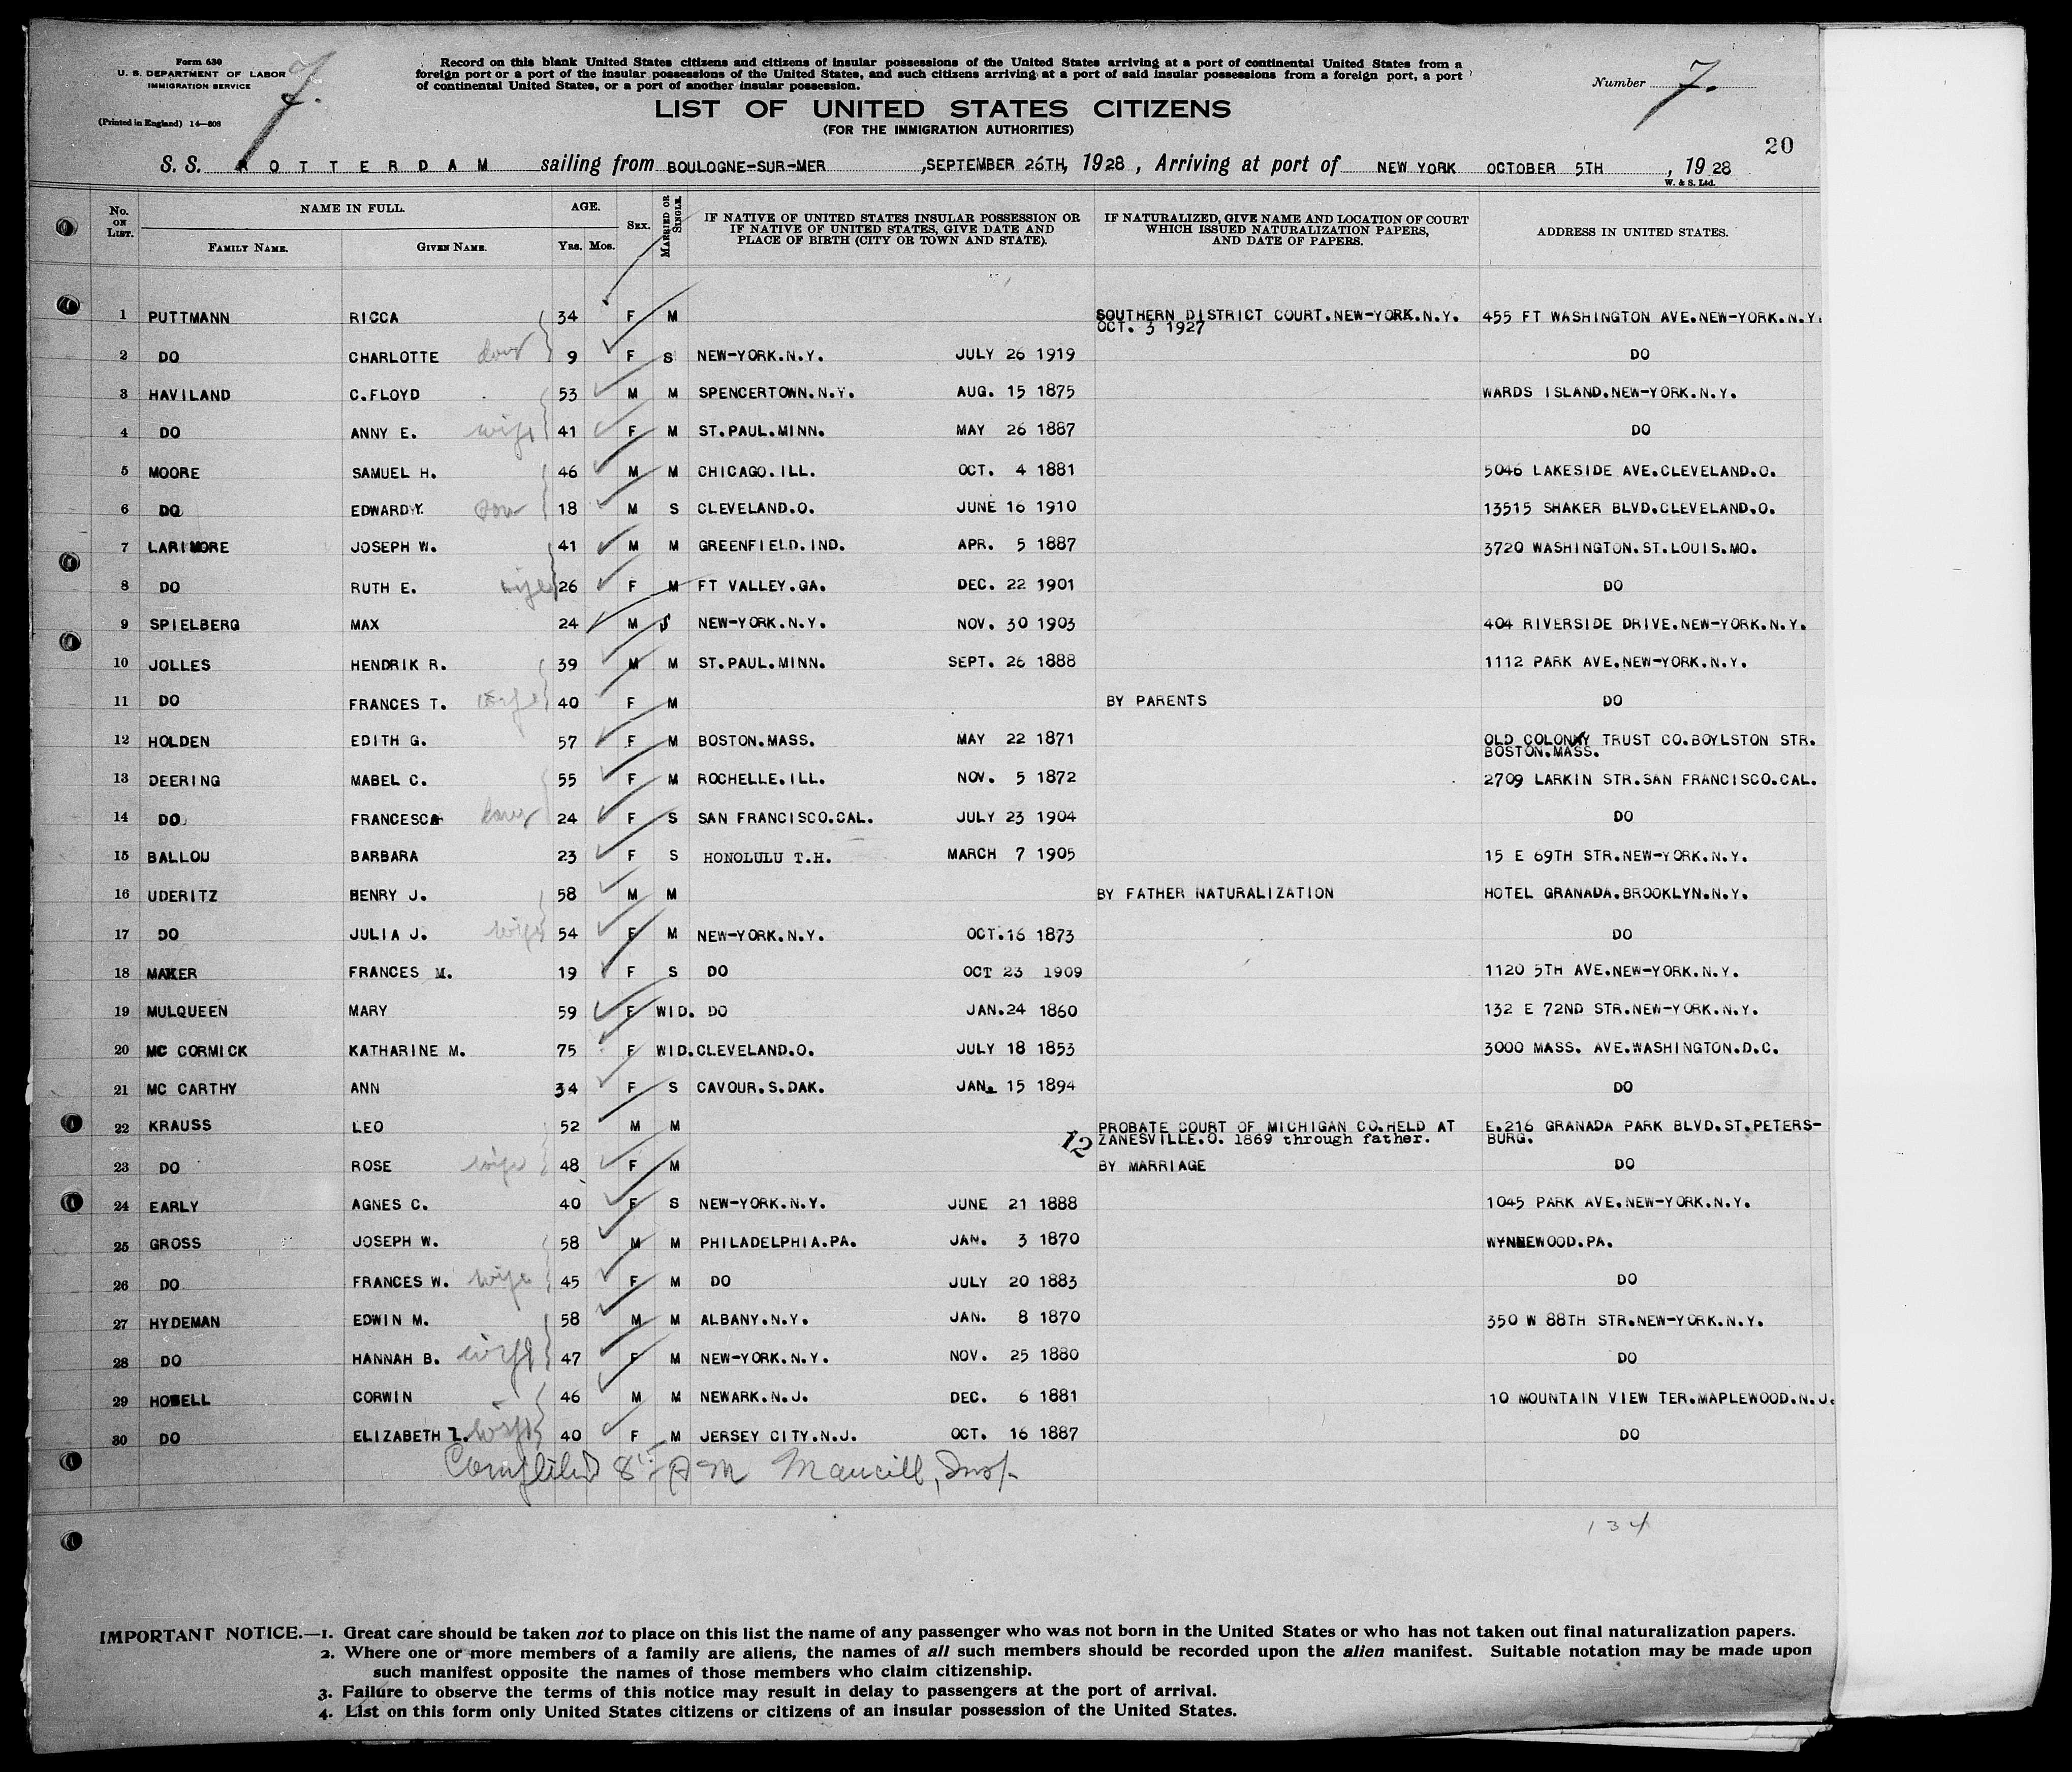 Form 630
U. S. DEPARTMENT OF LABOR
IMMIGRATION SERVICE
(Printed in England) 14—608
7.
Record on this blank United States citizens and citizens of insular possessions of the United States arriving at a port of continental United States from a
foreign port or a port of the insular possessions of the United States, and such citizens arriving at a port of said insular possessions from a foreign port, a port
of continental United States, or a port of another insular possession.
Number 7.
LIST OF UNITED STATES CITIZENS
(FOR THE IMMIGRATION AUTHORITIES)
20
S. S. ROTTERDAM sailing from BOULOGNE-SUR-MER ,SEPTEMBER 26TH, 1928 , Arriving at port of NEW YORK OCTOBER 5TH , 1928
W. & S. Ltd.
No. ON LIST. NAME IN FULL. AGE. SEX. MARRIED OR SINGLE. IF NATIVE OF UNITED STATES INSULAR POSSESSION OR IF NATIVE OF UNITED STATES, GIVE DATE AND PLACE OF BIRTH (CITY OR TOWN AND STATE). IF NATURALIZED, GIVE NAME AND LOCATION OF COURT WHICH ISSUED NATURALIZATION PAPERS, AND DATE OF PAPERS. ADDRESS IN UNITED STATES.
FAMILY NAME. GIVEN NAME. YRS. MOS.
1 PUTTMANN RICCA 34 F M SOUTHERN DISTRICT COURT.NEW-YORK.N.Y. 455 FT WASHINGTON AVE.NEW-YORK.N.Y.
OCT. 3 1927
2 DO CHARLOTTE 9 F S NEW-YORK.N.Y. JULY 26 1919 DO
3 HAVILAND C.FLOYD 53 M M SPENCERTOWN.N.Y. AUG. 15 1875 WARDS ISLAND.NEW-YORK.N.Y.
4 DO ANNY E. wife 41 F M ST.PAUL.MINN. MAY 26 1887 DO
5 MOORE SAMUEL H. 46 M M CHICAGO.ILL. OCT. 4 1881 5046 LAKESIDE AVE.CLEVELAND.O.
6 DO EDWARD Y. son 18 M S CLEVELAND.O. JUNE 16 1910 13515 SHAKER BLVD.CLEVELAND.O.
7 LARIMORE JOSEPH W. 41 M M GREENFIELD.IND. APR. 5 1887 3720 WASHINGTON.ST.LOUIS.MO.
8 DO RUTH E. wife 26 F M FT VALLEY.GA. DEC. 22 1901 DO
9 SPIELBERG MAX 24 M S NEW-YORK.N.Y. NOV. 30 1903 404 RIVERSIDE DRIVE.NEW-YORK.N.Y.
10 JOLLES HENDRIK R. 39 M M ST.PAUL.MINN. SEPT. 26 1888 1112 PARK AVE.NEW-YORK.N.Y.
11 DO FRANCES T. wife 40 F M BY PARENTS DO
12 HOLDEN EDITH G. 57 F M BOSTON.MASS. MAY 22 1871 OLD COLONY TRUST CO.BOYLSTON STR.
BOSTON.MASS.
13 DEERING MABEL C. 55 F M ROCHELLE.ILL. NOV. 5 1872 2709 LARKIN STR.SAN FRANCISCO.CAL.
14 DO FRANCESCA 24 F S SAN FRANCISCO.CAL. JULY 23 1904 DO
15 BALLOU BARBARA 23 F S HONOLULU T.H. MARCH 7 1905 15 E 69TH STR.NEW-YORK.N.Y.
16 UDERITZ HENRY J. 58 M M BY FATHER NATURALIZATION HOTEL GRANADA.BROOKLYN.N.Y.
17 DO JULIA J. wife 54 F M NEW-YORK.N.Y. OCT.16 1873 DO
18 MAKER FRANCES M. 19 F S DO OCT 23 1909 1120 5TH AVE.NEW-YORK.N.Y.
19 MULQUEEN MARY 59 F WID. DO JAN.24 1860 132 E 72ND STR.NEW-YORK.N.Y.
20 MC CORMICK KATHARINE M. 75 F WID. CLEVELAND.O. JULY 18 1853 3000 MASS. AVE.WASHINGTON.D.C.
21 MC CARTHY ANN 34 F S CAVOUR.S.DAK. JAN. 15 1894 DO
22 KRAUSS LEO 52 M M PROBATE COURT OF MICHIGAN CO.HELD AT E.216 GRANADA PARK BLVD.ST.PETERS-
12 ZANESVILLE.O. 1869 through father. BURG.
23 DO ROSE wife 48 F M BY MARRIAGE DO
24 EARLY AGNES C. 40 F S NEW-YORK.N.Y. JUNE 21 1888 1045 PARK AVE.NEW-YORK.N.Y.
25 GROSS JOSEPH W. 58 M M PHILADELPHIA.PA. JAN. 3 1870 WYNNEWOOD.PA.
26 DO FRANCES W. wife 45 F M DO JULY 20 1883 DO
27 HYDEMAN EDWIN M. 58 M M ALBANY.N.Y. JAN. 8 1870 350 W 88TH STR.NEW-YORK.N.Y.
28 DO HANNAH B. wife 47 F M NEW-YORK.N.Y. NOV. 25 1880 DO
29 HOWELL CORWIN 46 M M NEWARK.N.J. DEC. 6 1881 10 MOUNTAIN VIEW TER.MAPLEWOOD.N.J.
30 DO ELIZABETH L. wife 40 F M JERSEY CITY.N.J. OCT. 16 1887 DO
Completed AM Insp.
134
IMPORTANT NOTICE.—1. Great care should be taken not to place on this list the name of any passenger who was not born in the United States or who has not taken out final naturalization papers.
2. Where one or more members of a family are aliens, the names of all such members should be recorded upon the alien manifest. Suitable notation may be made upon
such manifest opposite the names of those members who claim citizenship.
3. Failure to observe the terms of this notice may result in delay to passengers at the port of arrival.
4. List on this form only United States citizens or citizens of an insular possession of the United States.